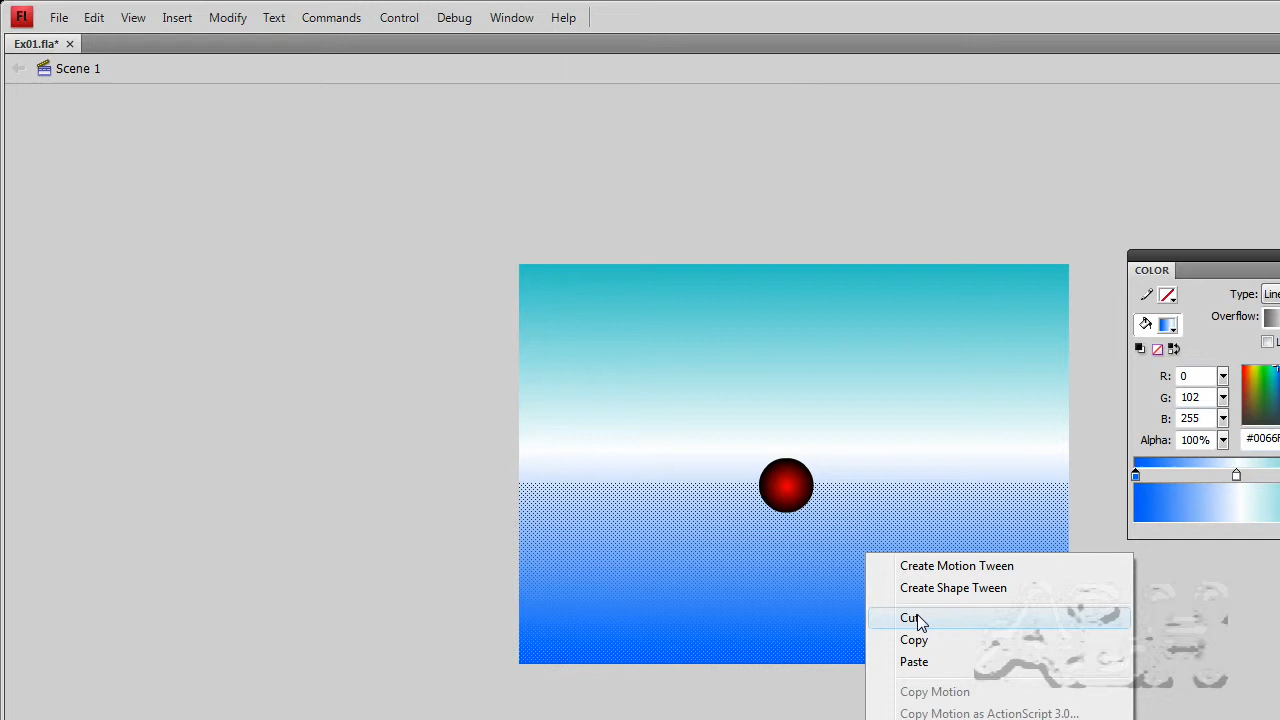 Fl File Edit View Insert Modify Text Commands Control Debug Window Help
Ex01.fla*
Scene 1
COLOR
Type:
Overflow:
R: 0
G: 102
B: 255
Alpha: 100%
Create Motion Tween
Create Shape Tween
Cut
Copy
Paste
Copy Motion
Copy Motion as ActionScript 3.0...